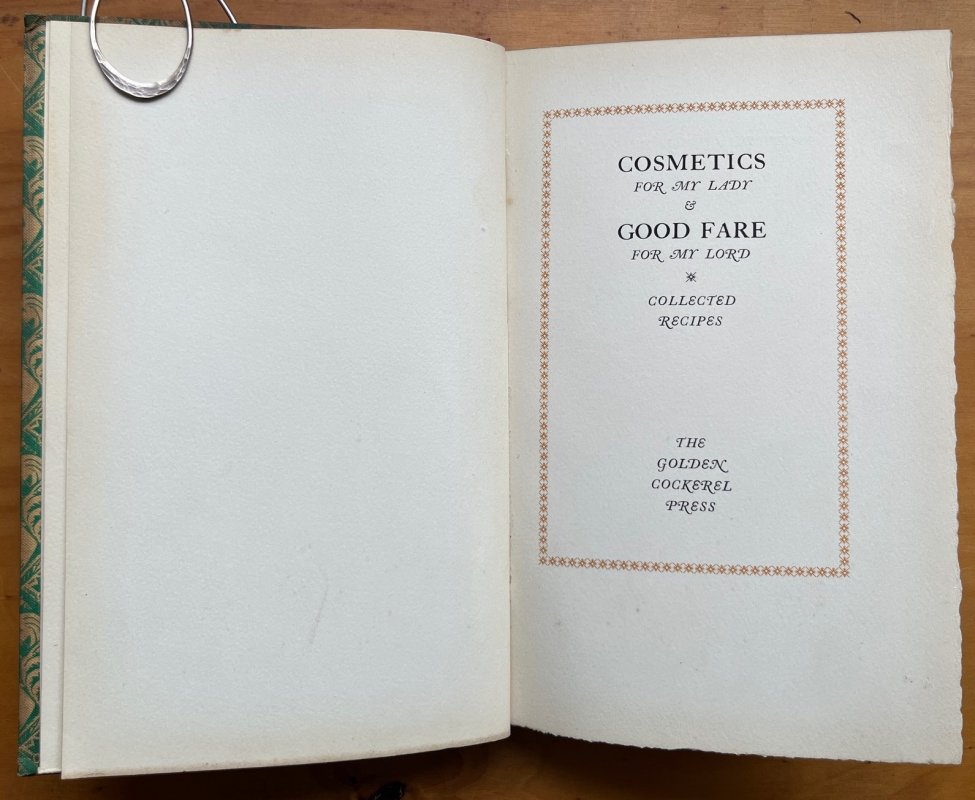 COSMETICS
FOR MY LADY
&
GOOD FARE
FOR MY LORD
COLLECTED
RECIPES
THE
GOLDEN
COCKEREL
PRESS